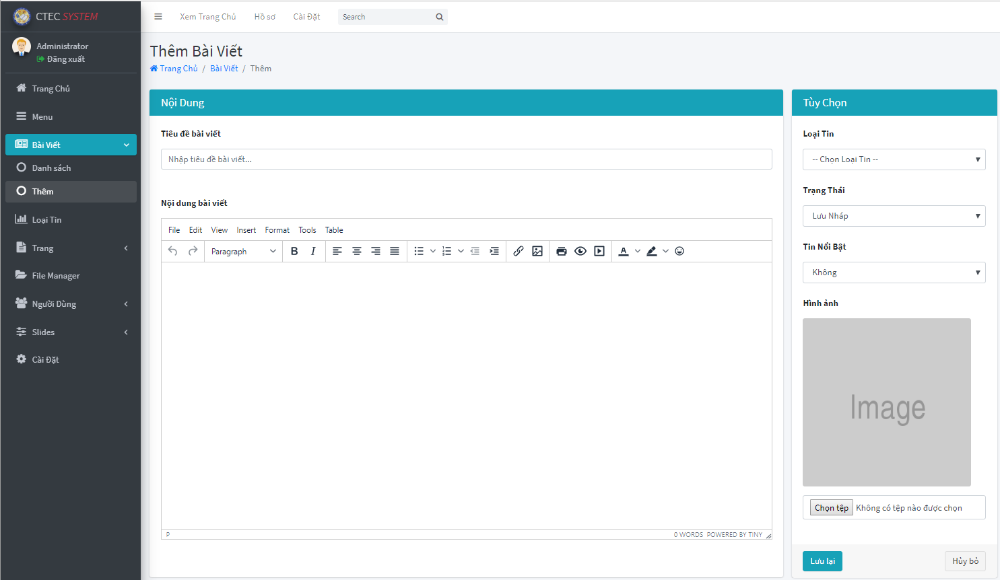 CTEC SYSTEM
Administrator
Đăng xuất
Trang Chủ
Menu
Bài Viết
Danh sách
Thêm
Loại Tin
Trang
File Manager
Người Dùng
Slides
Cài Đặt
Xem Trang Chủ Hồ sơ Cài Đặt Search
Thêm Bài Viết
Trang Chủ / Bài Viết / Thêm
Nội Dung
Tiêu đề bài viết
Nhập tiêu đề bài viết...
Nội dung bài viết
File Edit View Insert Format Tools Table
Paragraph B I A
P 0 WORDS POWERED BY TINY
Tùy Chọn
Loại Tin
-- Chọn Loại Tin --
Trạng Thái
Lưu Nháp
Tin Nổi Bật
Không
Hình ảnh
Image
Chọn tệp Không có tệp nào được chọn
Lưu lại Hủy bỏ